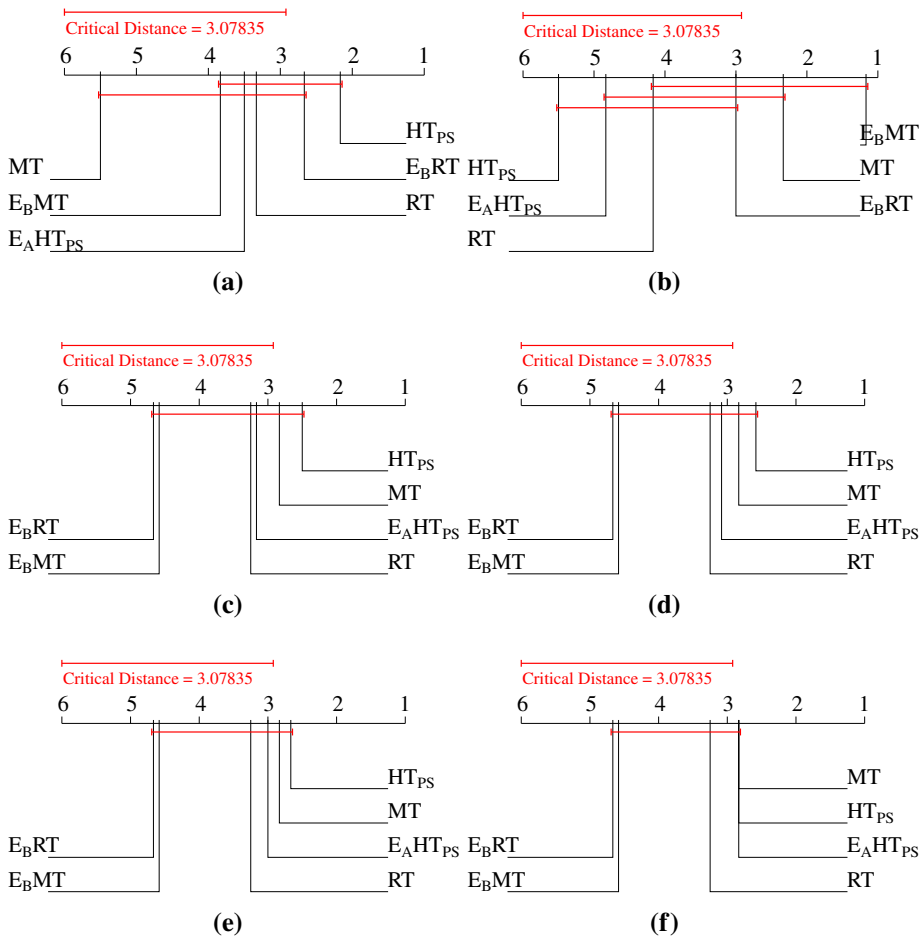 Critical Distance = 3.07835
6 5 4 3 2 1
HT_PS
MT E_BRT
E_BMT RT
E_AHT_PS
(a)
Critical Distance = 3.07835
6 5 4 3 2 1
E_BMT
HT_PS MT
E_AHT_PS E_BRT
RT
(b)
Critical Distance = 3.07835
6 5 4 3 2 1
HT_PS
MT
E_BRT E_AHT_PS
E_BMT RT
(c)
Critical Distance = 3.07835
6 5 4 3 2 1
HT_PS
MT
E_BRT E_AHT_PS
E_BMT RT
(d)
Critical Distance = 3.07835
6 5 4 3 2 1
HT_PS
MT
E_BRT E_AHT_PS
E_BMT RT
(e)
Critical Distance = 3.07835
6 5 4 3 2 1
MT
HT_PS
E_BRT E_AHT_PS
E_BMT RT
(f)